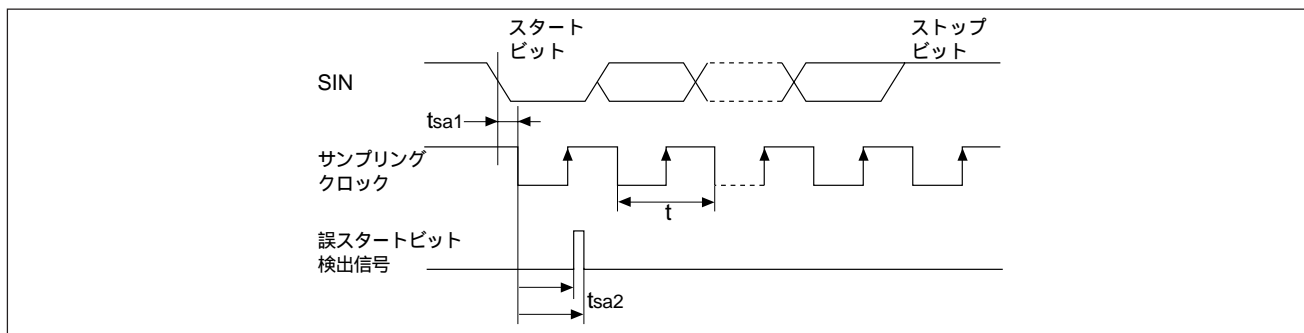 スタート
ビット
ストップ
ビット
SIN
tsa1
サンプリング
クロック
t
誤スタートビット
検出信号
tsa2